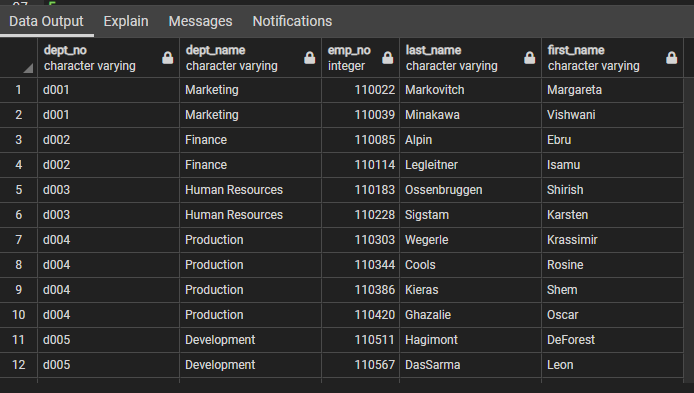 Data Output Explain Messages Notifications
dept_no dept_name emp_no last_name first_name
character varying character varying integer character varying character varying
1 d001 Marketing 110022 Markovitch Margareta
2 d001 Marketing 110039 Minakawa Vishwani
3 d002 Finance 110085 Alpin Ebru
4 d002 Finance 110114 Legleitner Isamu
5 d003 Human Resources 110183 Ossenbruggen Shirish
6 d003 Human Resources 110228 Sigstam Karsten
7 d004 Production 110303 Wegerle Krassimir
8 d004 Production 110344 Cools Rosine
9 d004 Production 110386 Kieras Shem
10 d004 Production 110420 Ghazalie Oscar
11 d005 Development 110511 Hagimont DeForest
12 d005 Development 110567 DasSarma Leon